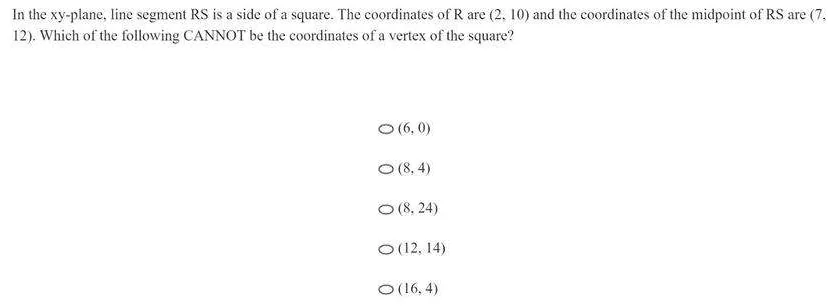 In the xy-plane, line segment RS is a side of a square. The coordinates of R are (2, 10) and the coordinates of the midpoint of RS are (7,
12). Which of the following CANNOT be the coordinates of a vertex of the square?
(6, 0)
(8, 4)
(8, 24)
(12, 14)
(16, 4)